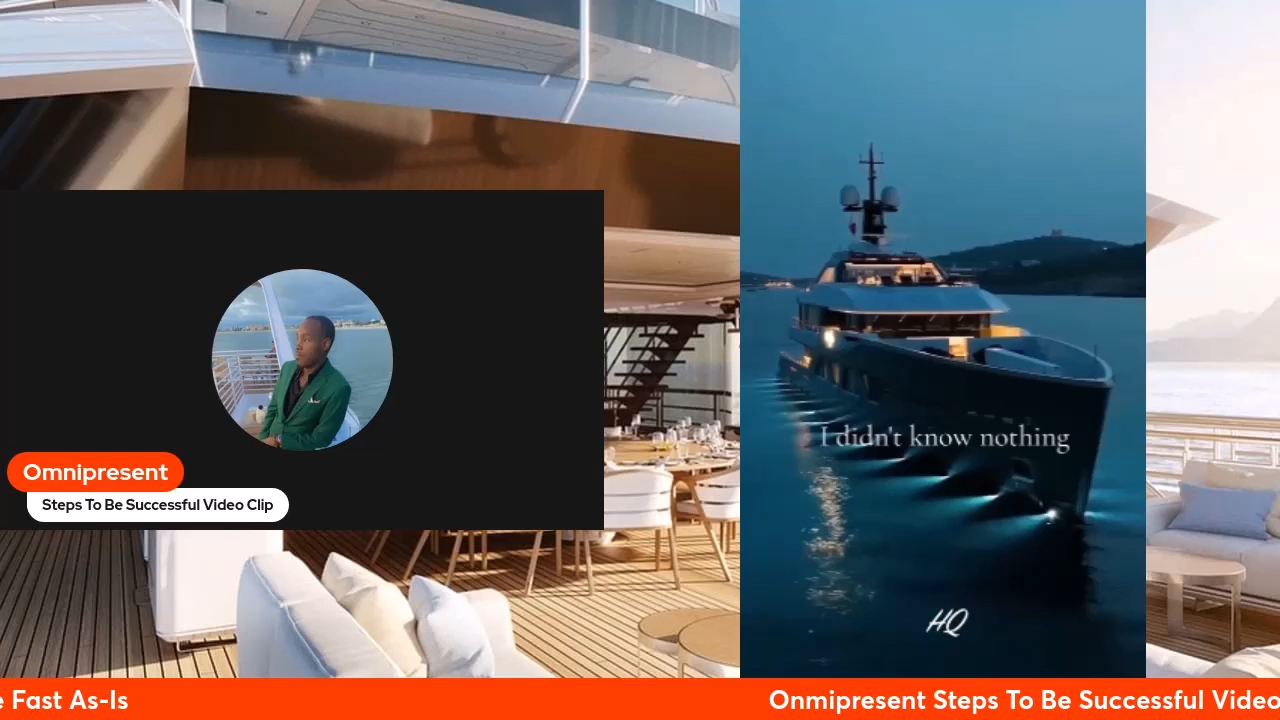 I didn't know nothing
Omnipresent
Steps To Be Successful Video Clip
HQ
e Fast As-Is
Onmipresent Steps To Be Successful Video